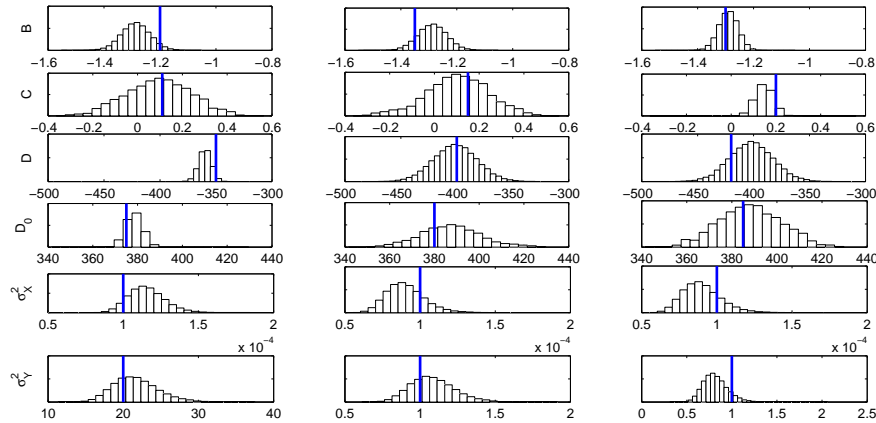 B
−1.6 −1.4 −1.2 −1 −0.8 −1.6 −1.4 −1.2 −1 −0.8 −1.6 −1.4 −1.2 −1 −0.8
C
−0.4 −0.2 0 0.2 0.4 0.6 −0.4 −0.2 0 0.2 0.4 0.6 −0.4 −0.2 0 0.2 0.4 0.6
D
−500 −450 −400 −350 −300 −500 −450 −400 −350 −300 −500 −450 −400 −350 −300
D₀
340 360 380 400 420 440 340 360 380 400 420 440 340 360 380 400 420 440
σ²X
0.5 1 1.5 2 0.5 1 1.5 2 0.5 1 1.5 2
x 10⁻⁴ x 10⁻⁴ x 10⁻⁴
σ²Y
10 20 30 40 0.5 1 1.5 2 0 0.5 1 1.5 2 2.5